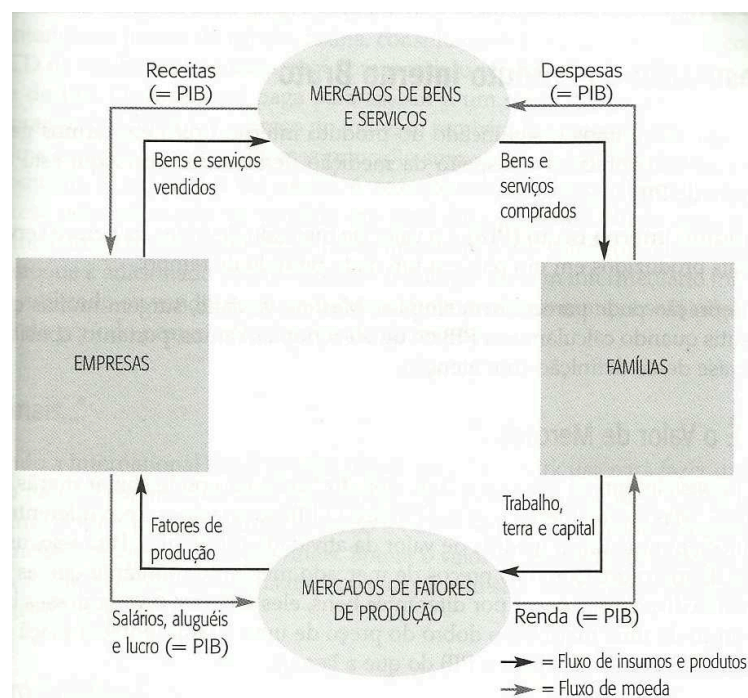 Receitas
(= PIB)
MERCADOS DE BENS
E SERVIÇOS
Despesas
(= PIB)
Bens e serviços
vendidos
Bens e
serviços
comprados
EMPRESAS
FAMÍLIAS
Fatores de
produção
Trabalho,
terra e capital
MERCADOS DE FATORES
DE PRODUÇÃO
Salários, aluguéis
e lucro (= PIB)
Renda (= PIB)
= Fluxo de insumos e produtos
= Fluxo de moeda